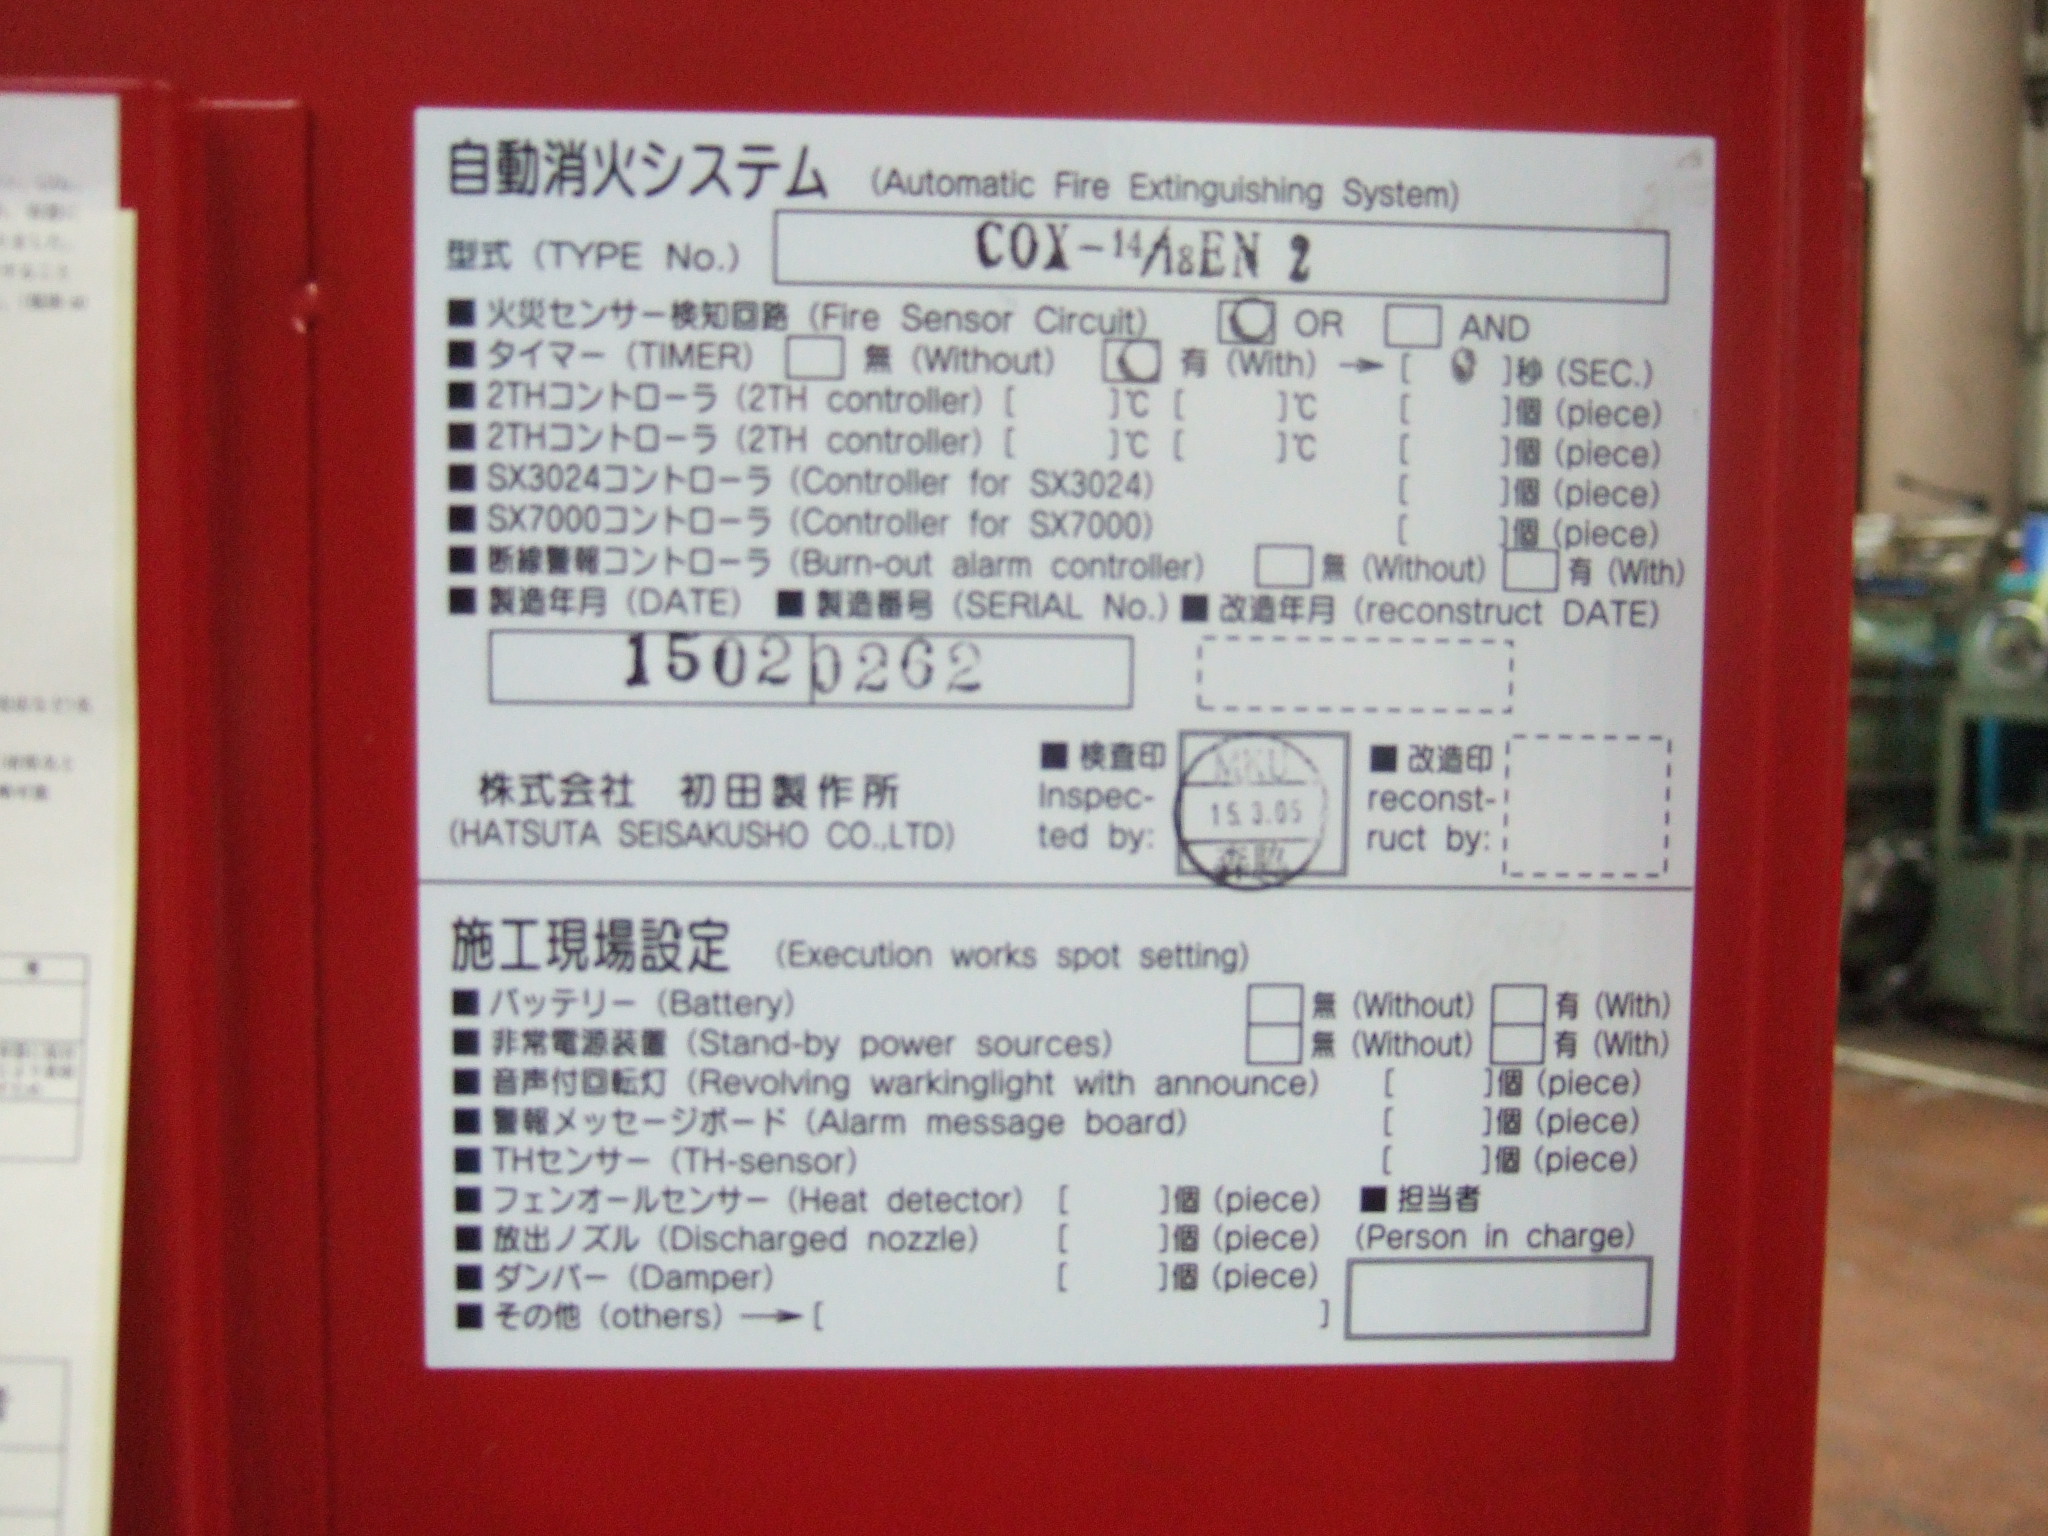 自動消火システム (Automatic Fire Extinguishing System)
型式 (TYPE No.) COX-14/18EN 2
■ 火災センサー検知回路 (Fire Sensor Circuit) OR AND
■ タイマー (TIMER) 無 (Without) 有 (With) → [ 0 ]秒 (SEC.)
■ 2THコントローラ (2TH controller) [ ]℃ [ ]℃ [ ]個 (piece)
■ 2THコントローラ (2TH controller) [ ]℃ [ ]℃ [ ]個 (piece)
■ SX3024コントローラ (Controller for SX3024) [ ]個 (piece)
■ SX7000コントローラ (Controller for SX7000) [ ]個 (piece)
■ 断線警報コントローラ (Burn-out alarm controller) 無 (Without) 有 (With)
■ 製造年月 (DATE) ■ 製造番号 (SERIAL No.) ■ 改造年月 (reconstruct DATE)
1502 0262
株式会社 初田製作所
(HATSUTA SEISAKUSHO CO.,LTD)
■ 検査印
Inspec-
ted by:
MKU
15.3.05
森脇
■ 改造印
reconst-
ruct by:
施工現場設定 (Execution works spot setting)
■ バッテリー (Battery) 無 (Without) 有 (With)
■ 非常電源装置 (Stand-by power sources) 無 (Without) 有 (With)
■ 音声付回転灯 (Revolving warkinglight with announce) [ ]個 (piece)
■ 警報メッセージボード (Alarm message board) [ ]個 (piece)
■ THセンサー (TH-sensor) [ ]個 (piece)
■ フェンオールセンサー (Heat detector) [ ]個 (piece) ■ 担当者
■ 放出ノズル (Discharged nozzle) [ ]個 (piece) (Person in charge)
■ ダンパー (Damper) [ ]個 (piece)
■ その他 (others) → [ ]